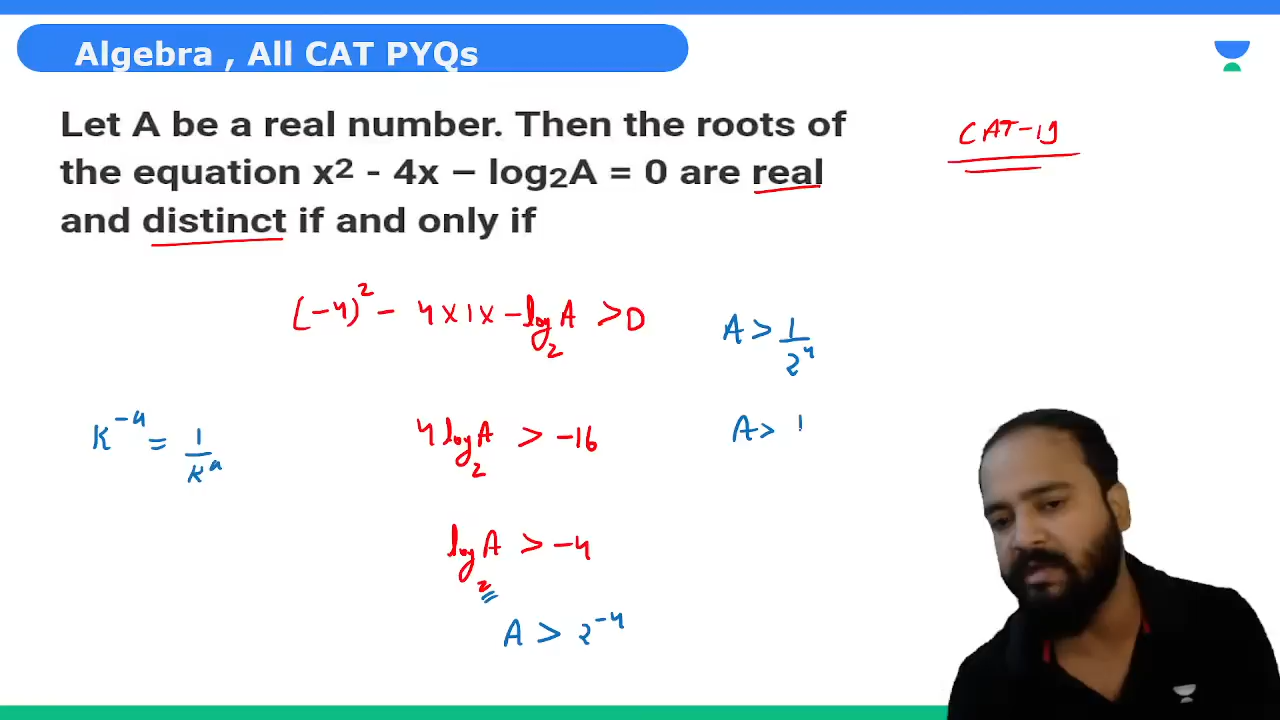 Algebra , All CAT PYQs
Let A be a real number. Then the roots of
the equation x2 - 4x – log2A = 0 are real
and distinct if and only if
CAT-19
(-4)² - 4×1× -log₂A > 0
A > 1/2⁴
K⁻⁴ = 1/Kᵃ
4 log₂A > -16
A > 1
log₂A > -4
A > 2⁻⁴